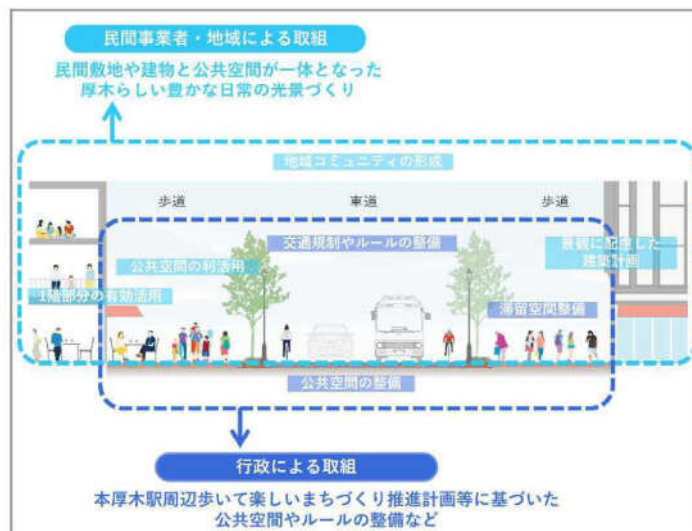 民間事業者・地域による取組
民間敷地や建物と公共空間が一体となった
厚木らしい豊かな日常の光景づくり
地域コミュニティの形成
歩道
車道
歩道
交通規制やルールの整備
景観に配慮した
建築計画
公共空間の利活用
1階部分の有効活用
滞留空間整備
公共空間の整備
行政による取組
本厚木駅周辺歩いて楽しいまちづくり推進計画等に基づいた
公共空間やルールの整備など